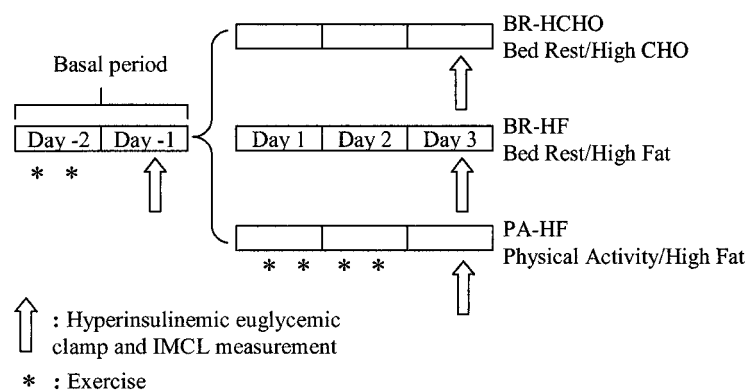 BR-HCHO
Bed Rest/High CHO
Basal period
Day -2 Day -1
Day 1 Day 2 Day 3
BR-HF
Bed Rest/High Fat
* *
PA-HF
Physical Activity/High Fat
* * * *
: Hyperinsulinemic euglycemic
clamp and IMCL measurement
* : Exercise